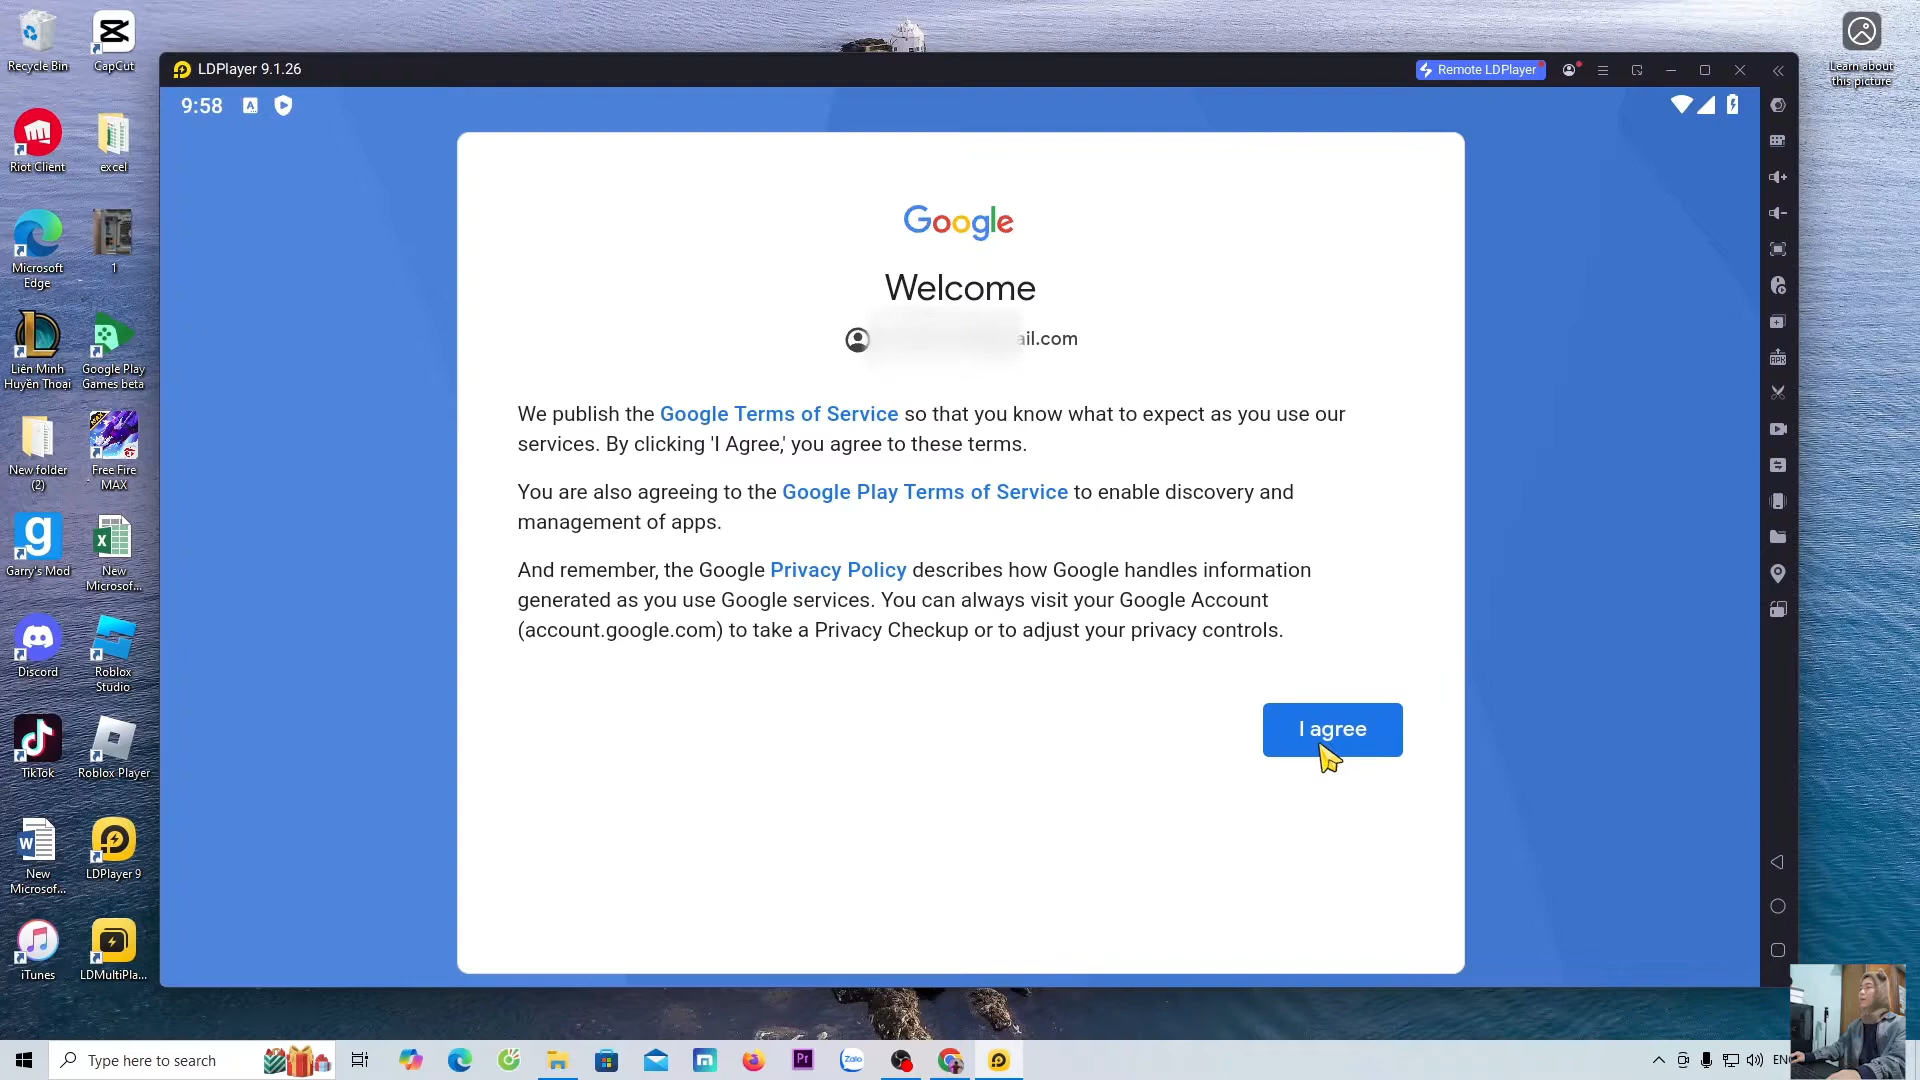 Recycle Bin
CapCut
Riot Client
excel
Microsoft
Edge
1
Liên Minh
Huyền Thoại
Google Play
Games beta
New folder
(2)
Free Fire
MAX
Garry's Mod
New
Microsof...
Discord
Roblox
Studio
TikTok
Roblox Player
New
Microsof...
LDPlayer 9
iTunes
LDMultiPla...
Learn about
this picture
LDPlayer 9.1.26
Remote LDPlayer
9:58
Google
Welcome
ail.com
We publish the Google Terms of Service so that you know what to expect as you use our
services. By clicking 'I Agree,' you agree to these terms.
You are also agreeing to the Google Play Terms of Service to enable discovery and
management of apps.
And remember, the Google Privacy Policy describes how Google handles information
generated as you use Google services. You can always visit your Google Account
(account.google.com) to take a Privacy Checkup or to adjust your privacy controls.
I agree
Type here to search
Pr
Zalo